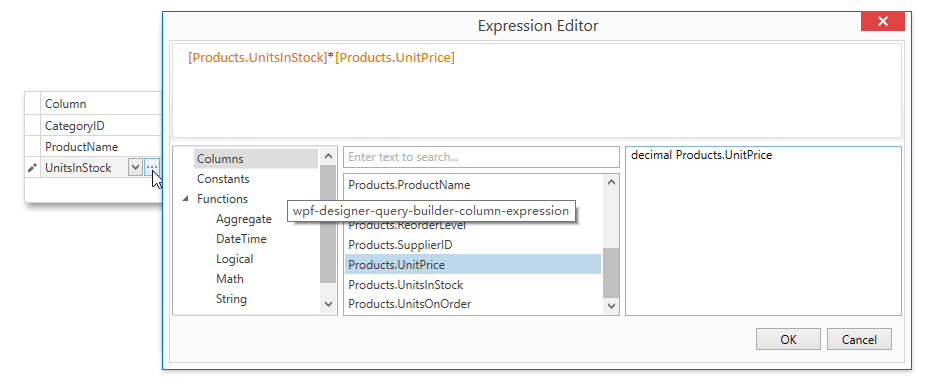 Expression Editor
[Products.UnitsInStock]*[Products.UnitPrice]
Column
CategoryID
ProductName
UnitsInStock
...
Columns
Constants
Functions
Aggregate
DateTime
Logical
Math
String
Enter text to search...
Products.ProductName
wpf-designer-query-builder-column-expression
Products.ReorderLevel
Products.SupplierID
Products.UnitPrice
Products.UnitsInStock
Products.UnitsOnOrder
decimal Products.UnitPrice
OK
Cancel